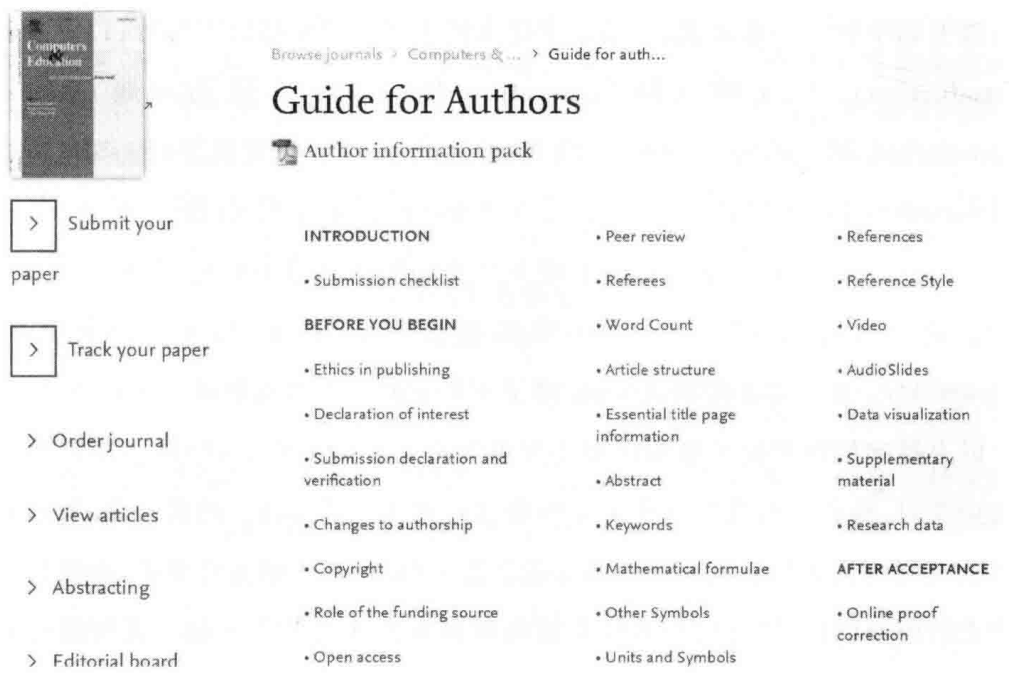 Computers
&
Education
Browse journals > Computers & ... > Guide for auth...
Guide for Authors
Author information pack
> Submit your
paper
> Track your paper
> Order journal
> View articles
> Abstracting
> Editorial board
INTRODUCTION
• Submission checklist
BEFORE YOU BEGIN
• Ethics in publishing
• Declaration of interest
• Submission declaration and
verification
• Changes to authorship
• Copyright
• Role of the funding source
• Open access
• Peer review
• Referees
• Word Count
• Article structure
• Essential title page
information
• Abstract
• Keywords
• Mathematical formulae
• Other Symbols
• Units and Symbols
• References
• Reference Style
• Video
• AudioSlides
• Data visualization
• Supplementary
material
• Research data
AFTER ACCEPTANCE
• Online proof
correction